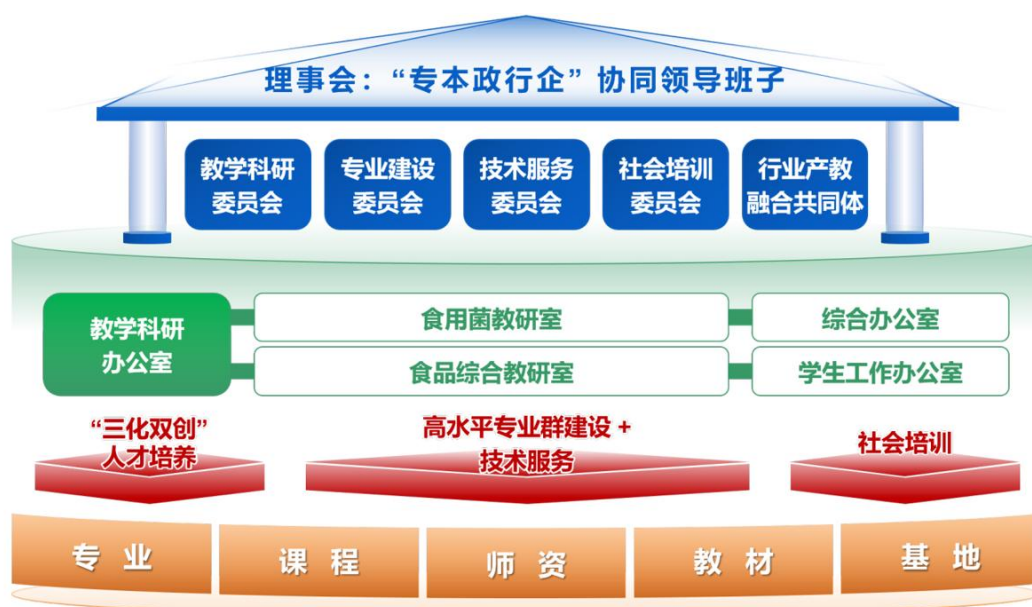 理事会：“专本政行企”协同领导班子
教学科研
委员会
专业建设
委员会
技术服务
委员会
社会培训
委员会
行业产教
融合共同体
教学科研
办公室
食用菌教研室
综合办公室
食品综合教研室
学生工作办公室
“三化双创”
人才培养
高水平专业群建设 +
技术服务
社会培训
专 业
课 程
师 资
教 材
基 地